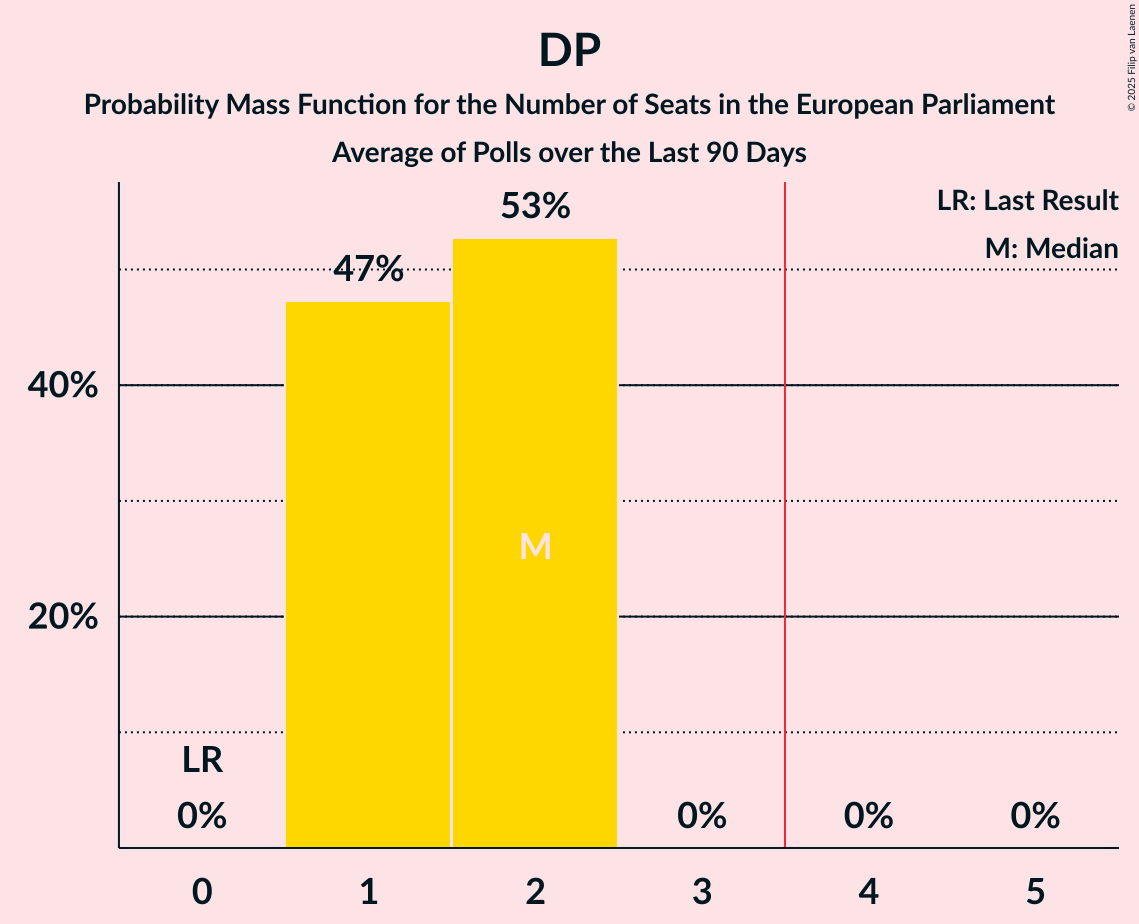 DP
Probability Mass Function for the Number of Seats in the European Parliament
Average of Polls over the Last 90 Days
© 2025 Filip van Laenen
LR: Last Result
M: Median
53%
47%
40%
M
20%
LR
0%
0%
0%
0%
0
1
2
3
4
5